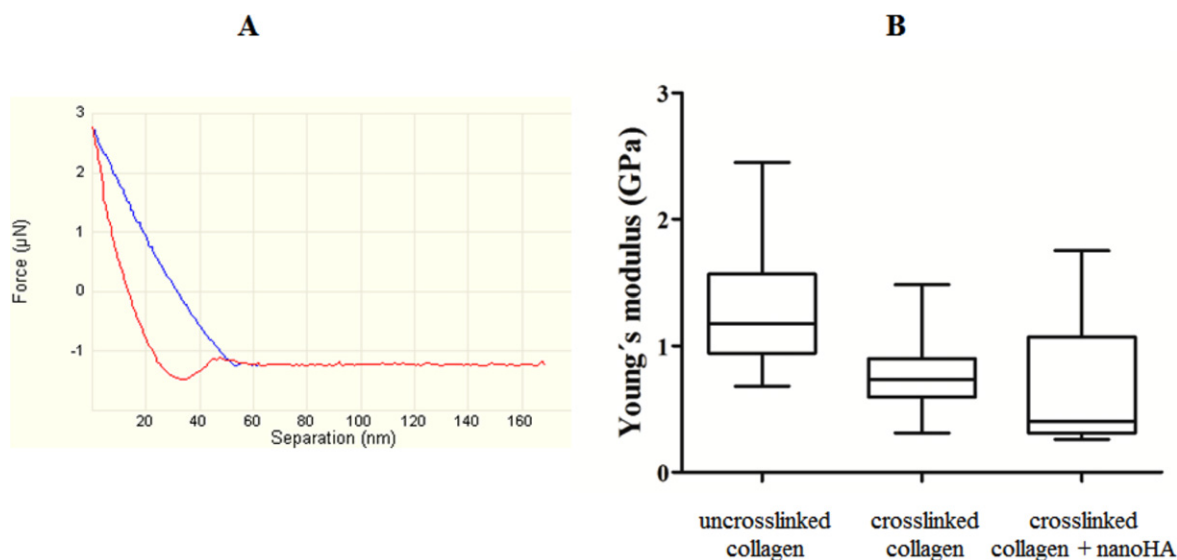 A
B
3
2
1
0
-1
Force (µN)
20 40 60 80 100 120 140 160
Separation (nm)
3
2
1
0
Young´s modulus (GPa)
uncrosslinked
collagen
crosslinked
collagen
crosslinked
collagen + nanoHA